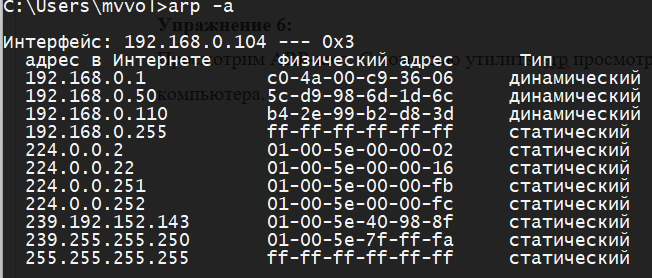 C:\Users\mvvol>arp -a
Упражнение 6:
Интерфейс: 192.168.0.104 --- 0x3
адрес в Интернете Физический адрес Тип
192.168.0.1 c0-4a-00-c9-36-06 динамический
192.168.0.50 5c-d9-98-6d-1d-6c динамический
компьютера.
192.168.0.110 b4-2e-99-b2-d8-3d динамический
192.168.0.255 ff-ff-ff-ff-ff-ff статический
224.0.0.2 01-00-5e-00-00-02 статический
224.0.0.22 01-00-5e-00-00-16 статический
224.0.0.251 01-00-5e-00-00-fb статический
224.0.0.252 01-00-5e-00-00-fc статический
239.192.152.143 01-00-5e-40-98-8f статический
239.255.255.250 01-00-5e-7f-ff-fa статический
255.255.255.255 ff-ff-ff-ff-ff-ff статический